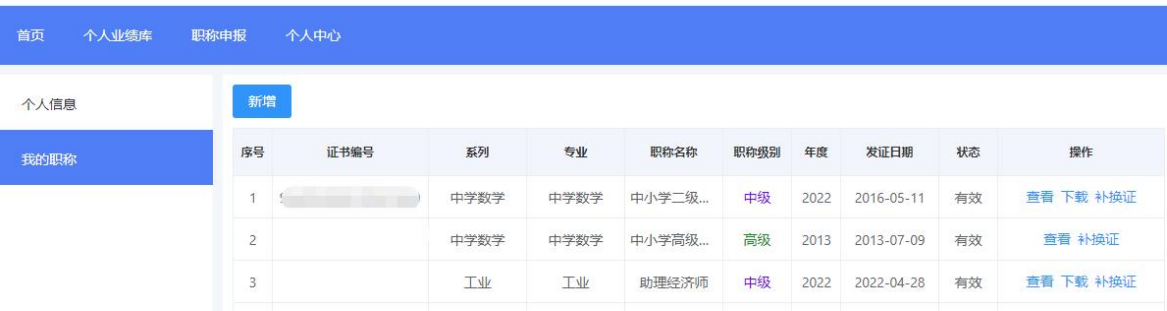 首页 个人业绩库 职称申报 个人中心
个人信息
我的职称
新增
序号 证书编号 系列 专业 职称名称 职称级别 年度 发证日期 状态 操作
1 中学数学 中学数学 中小学二级... 中级 2022 2016-05-11 有效 查看 下载 补换证
2 中学数学 中学数学 中小学高级... 高级 2013 2013-07-09 有效 查看 补换证
3 工业 工业 助理经济师 中级 2022 2022-04-28 有效 查看 下载 补换证